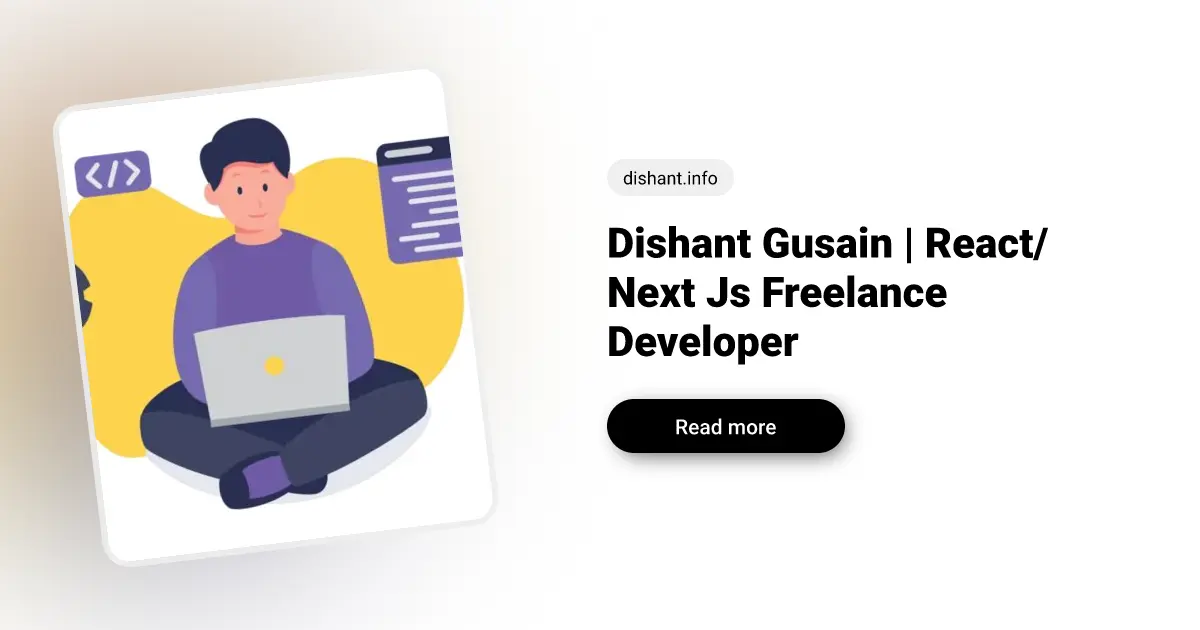 </>
dishant.info
Dishant Gusain | React/
Next Js Freelance
Developer
Read more